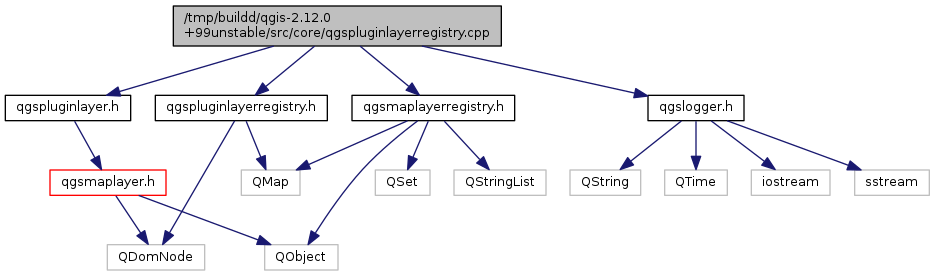 /tmp/buildd/qgis-2.12.0
+99unstable/src/core/qgspluginlayerregistry.cpp
qgspluginlayer.h
qgspluginlayerregistry.h
qgsmaplayerregistry.h
qgslogger.h
qgsmaplayer.h
QMap
QSet
QStringList
QString
QTime
iostream
sstream
QDomNode
QObject